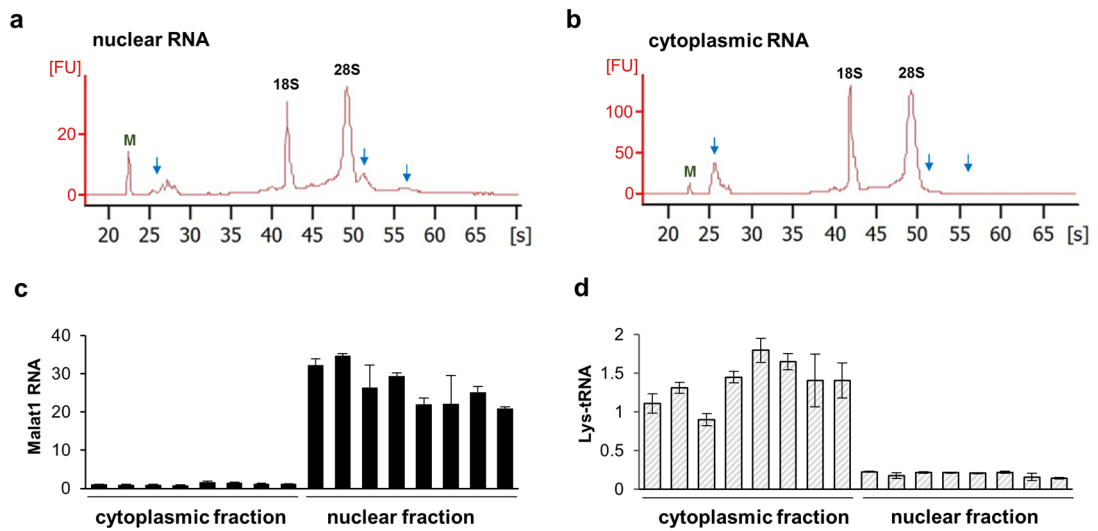 a
nuclear RNA
[FU]
20
0
M
18S
28S
20 25 30 35 40 45 50 55 60 65 [s]
b
cytoplasmic RNA
[FU]
100
50
0
M
18S
28S
20 25 30 35 40 45 50 55 60 65 [s]
c
Malat1 RNA
40
30
20
10
0
cytoplasmic fraction nuclear fraction
d
Lys-tRNA
2
1.5
1
0.5
0
cytoplasmic fraction nuclear fraction